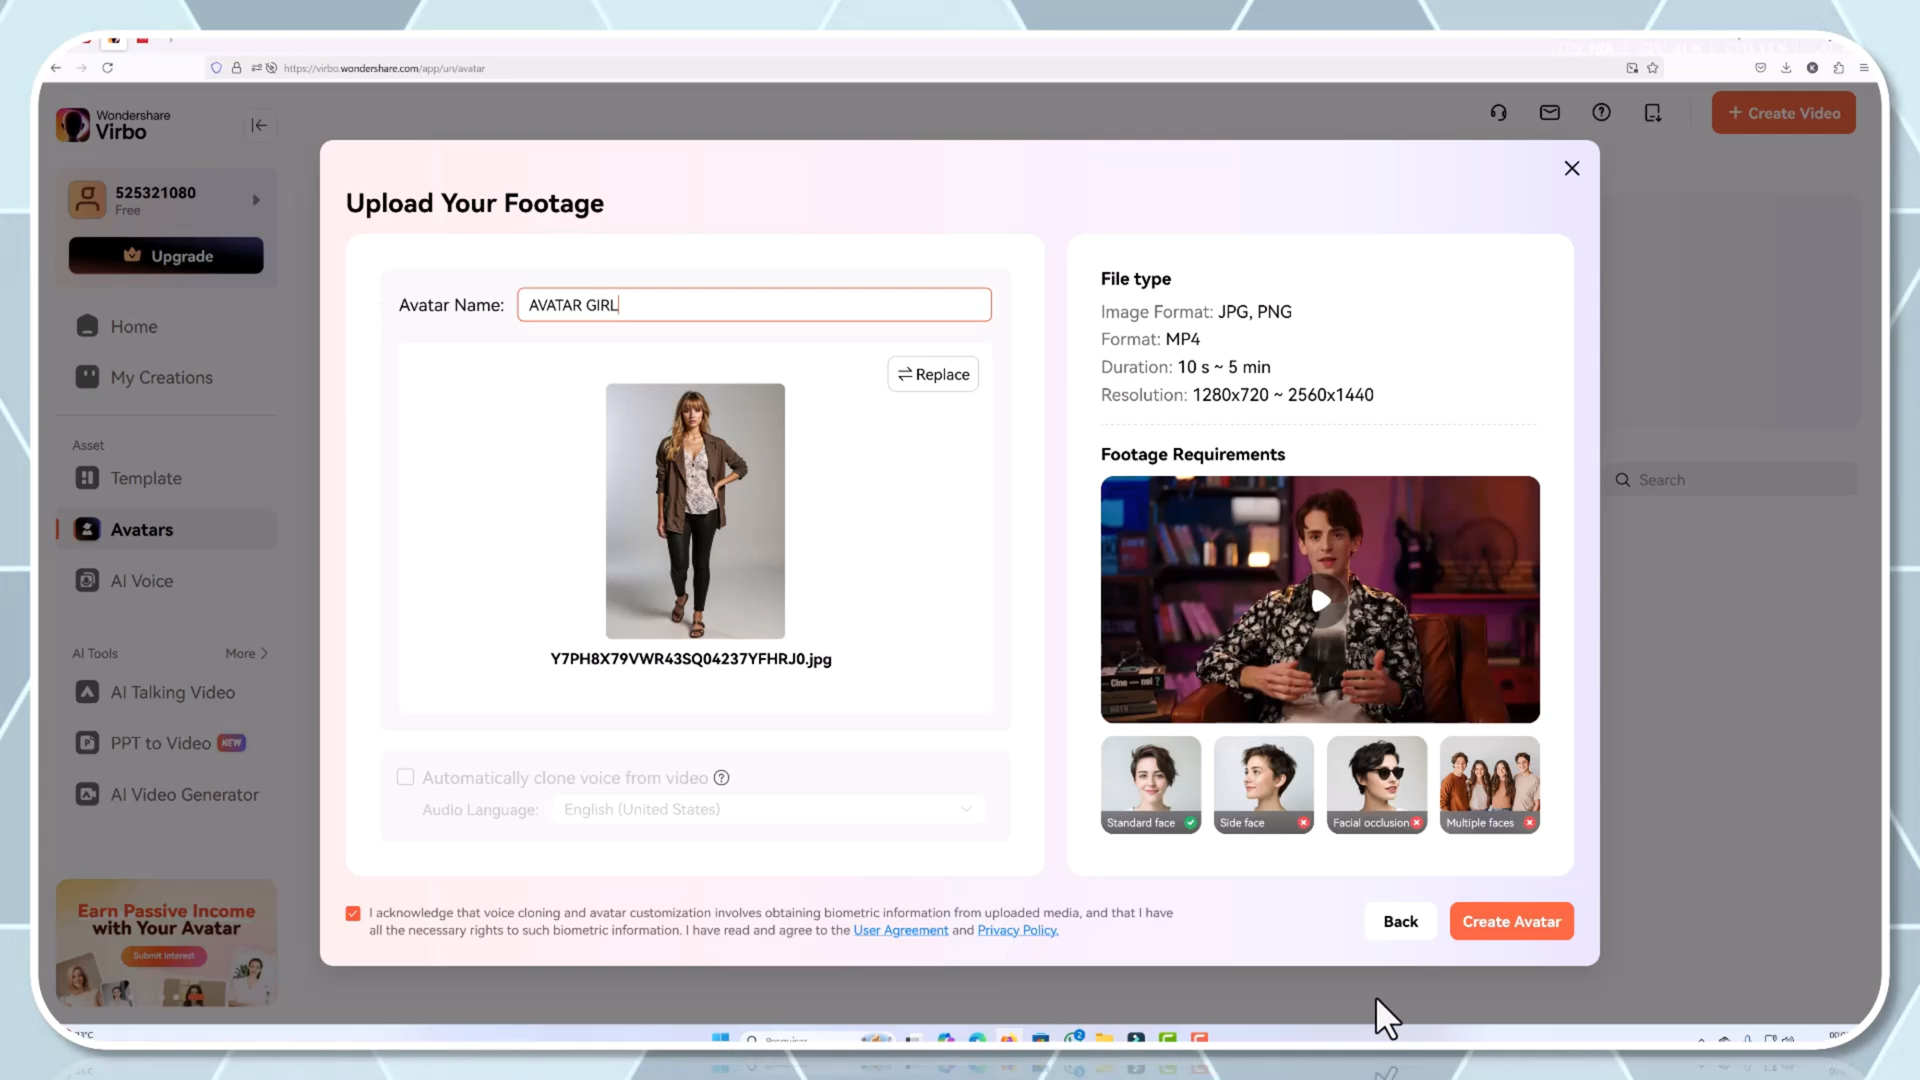 https://virbo.wondershare.com/app/un/avatar
Wondershare
Virbo
Create Video
525321080
Free
Upgrade
Home
My Creations
Asset
Template
Avatars
AI Voice
AI Tools
More
AI Talking Video
PPT to Video NEW
AI Video Generator
Earn Passive Income
with Your Avatar
Submit Interest
Upload Your Footage
Avatar Name: AVATAR GIRL
Replace
Y7PH8X79VWR43SQ04237YFHRJ0.jpg
Automatically clone voice from video
Audio Language: English (United States)
File type
Image Format: JPG, PNG
Format: MP4
Duration: 10 s ~ 5 min
Resolution: 1280x720 ~ 2560x1440
Footage Requirements
Standard face
Side face
Facial occlusion
Multiple faces
Search
I acknowledge that voice cloning and avatar customization involves obtaining biometric information from uploaded media, and that I have
all the necessary rights to such biometric information. I have read and agree to the User Agreement and Privacy Policy.
Back
Create Avatar